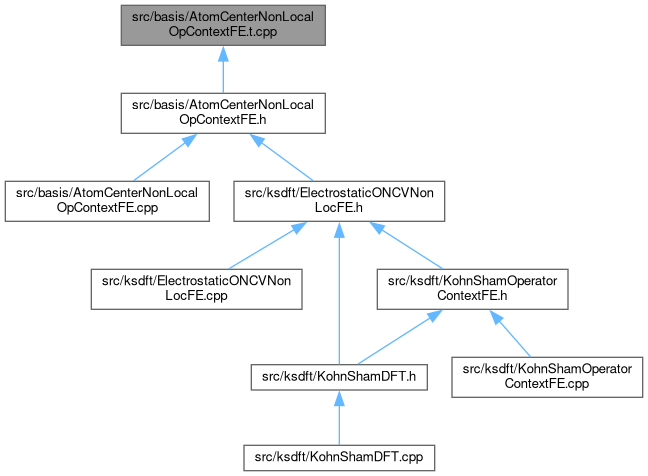 src/basis/AtomCenterNonLocal
OpContextFE.t.cpp
src/basis/AtomCenterNonLocal
OpContextFE.h
src/basis/AtomCenterNonLocal
OpContextFE.cpp
src/ksdft/ElectrostaticONCVNon
LocFE.h
src/ksdft/ElectrostaticONCVNon
LocFE.cpp
src/ksdft/KohnShamOperator
ContextFE.h
src/ksdft/KohnShamDFT.h
src/ksdft/KohnShamOperator
ContextFE.cpp
src/ksdft/KohnShamDFT.cpp